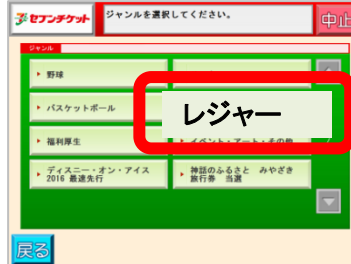 セブンチケット
ジャンルを選択してください。
中止
ジャンル
野球
バスケットボール
レジャー
福利厚生
イベント・アート・その他
ディズニー・オン・アイス
2016 最速先行
神話のふるさと みやざき
旅行券 当選
戻る